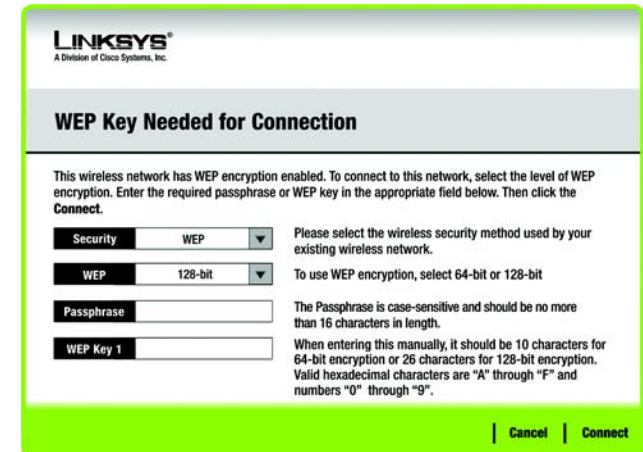 LINKSYS®
A Division of Cisco Systems, Inc.
WEP Key Needed for Connection
This wireless network has WEP encryption enabled. To connect to this network, select the level of WEP
encryption. Enter the required passphrase or WEP key in the appropriate field below. Then click the
Connect.
Security WEP
Please select the wireless security method used by your
existing wireless network.
WEP 128-bit
To use WEP encryption, select 64-bit or 128-bit
Passphrase
The Passphrase is case-sensitive and should be no more
than 16 characters in length.
WEP Key 1
When entering this manually, it should be 10 characters for
64-bit encryption or 26 characters for 128-bit encryption.
Valid hexadecimal characters are “A” through “F” and
numbers “0” through “9”.
Cancel Connect